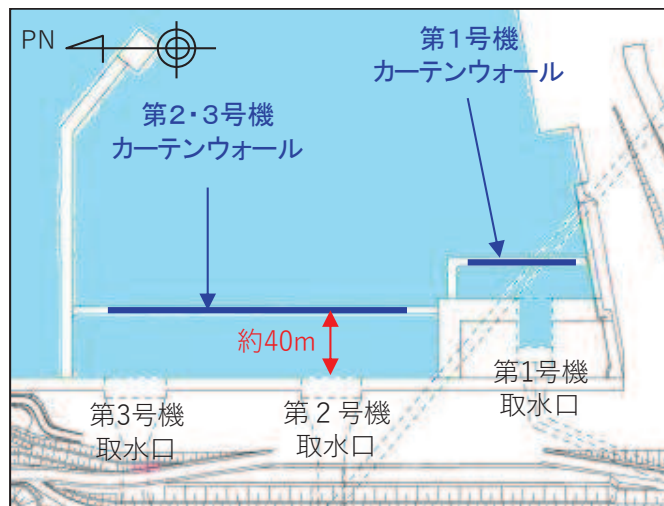 PN
第1号機
カーテンウォール
第2・3号機
カーテンウォール
約40m
第3号機
取水口
第２号機
取水口
第1号機
取水口